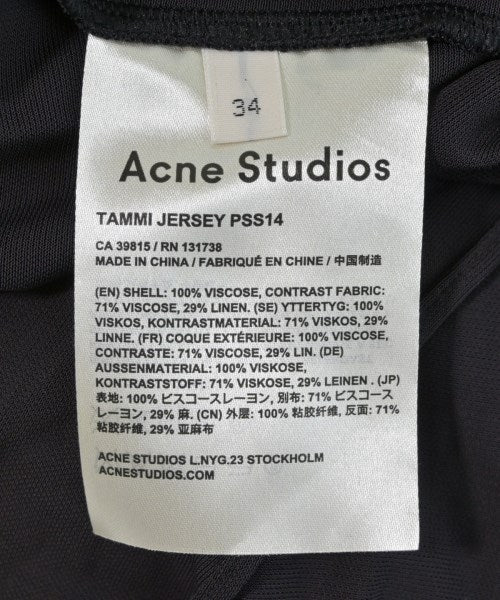 34
Acne Studios
TAMMI JERSEY PSS14
CA 39815 / RN 131738
MADE IN CHINA / FABRIQUÉ EN CHINE / 中国制造
(EN) SHELL: 100% VISCOSE, CONTRAST FABRIC:
71% VISCOSE, 29% LINEN. (SE) YTTERTYG: 100%
VISKOS, KONTRASTMATERIAL: 71% VISKOS, 29%
LINNE. (FR) COQUE EXTÉRIEURE: 100% VISCOSE,
CONTRASTE: 71% VISCOSE, 29% LIN. (DE)
AUSSENMATERIAL: 100% VISKOSE,
KONTRASTSTOFF: 71% VISKOSE, 29% LEINEN . (JP)
表地: 100% ビスコースレーヨン, 別布: 71% ビスコース
レーヨン, 29% 麻. (CN) 外层: 100% 粘胶纤维, 反面: 71%
粘胶纤维, 29% 亚麻布
ACNE STUDIOS L.NYG.23 STOCKHOLM
ACNESTUDIOS.COM